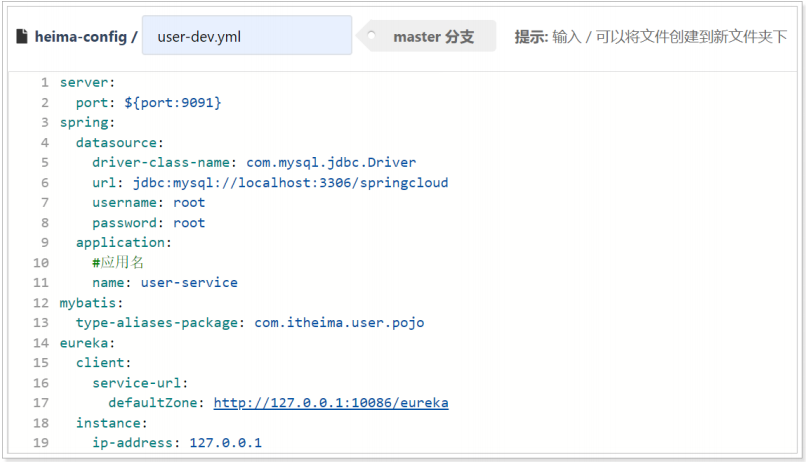 heima-config / user-dev.yml master 分支 提示: 输入 / 可以将文件创建到新文件夹下
1 server:
2   port: ${port:9091}
3 spring:
4   datasource:
5     driver-class-name: com.mysql.jdbc.Driver
6     url: jdbc:mysql://localhost:3306/springcloud
7     username: root
8     password: root
9   application:
10     #应用名
11     name: user-service
12 mybatis:
13   type-aliases-package: com.itheima.user.pojo
14 eureka:
15   client:
16     service-url:
17       defaultZone: http://127.0.0.1:10086/eureka
18   instance:
19     ip-address: 127.0.0.1